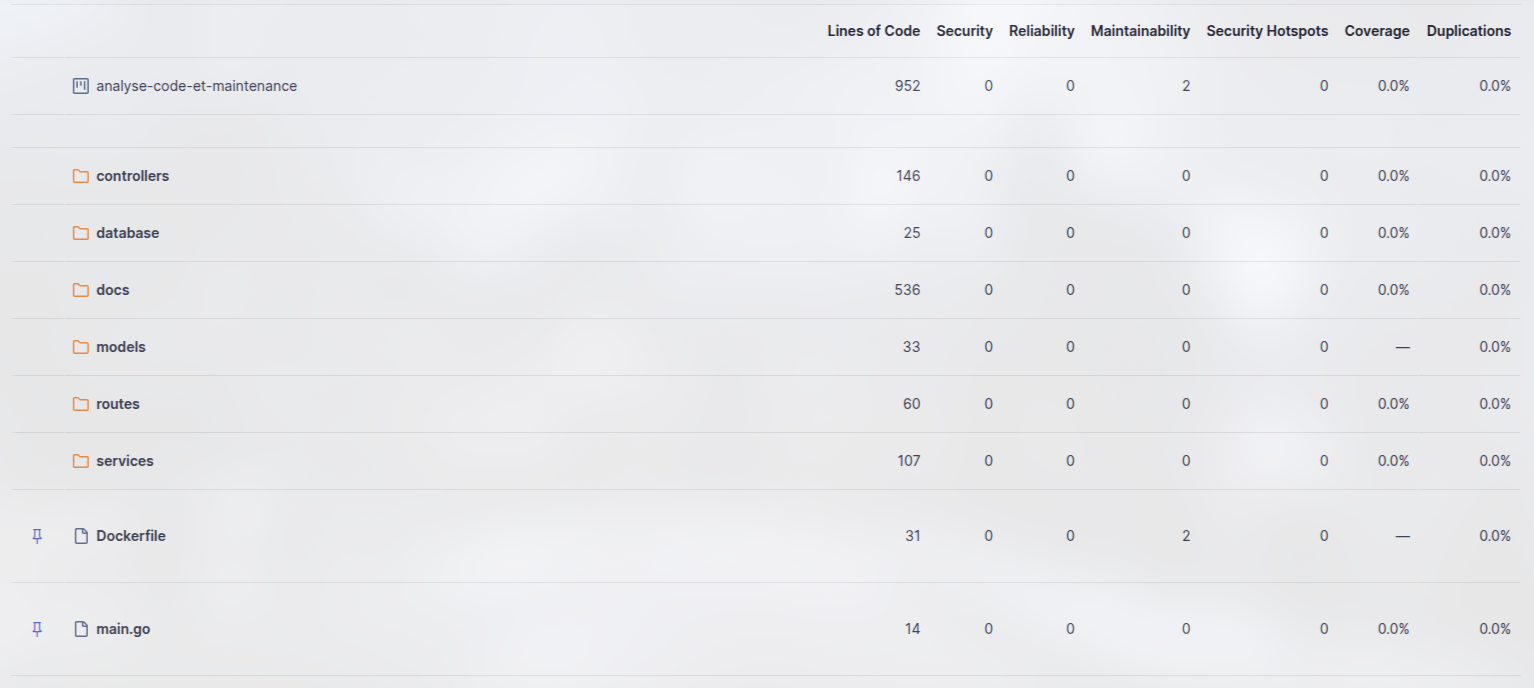 Lines of Code Security Reliability Maintainability Security Hotspots Coverage Duplications
analyse-code-et-maintenance 952 0 0 2 0 0.0% 0.0%
controllers 146 0 0 0 0 0.0% 0.0%
database 25 0 0 0 0 0.0% 0.0%
docs 536 0 0 0 0 0.0% 0.0%
models 33 0 0 0 0 — 0.0%
routes 60 0 0 0 0 0.0% 0.0%
services 107 0 0 0 0 0.0% 0.0%
Dockerfile 31 0 0 2 0 — 0.0%
main.go 14 0 0 0 0 0.0% 0.0%